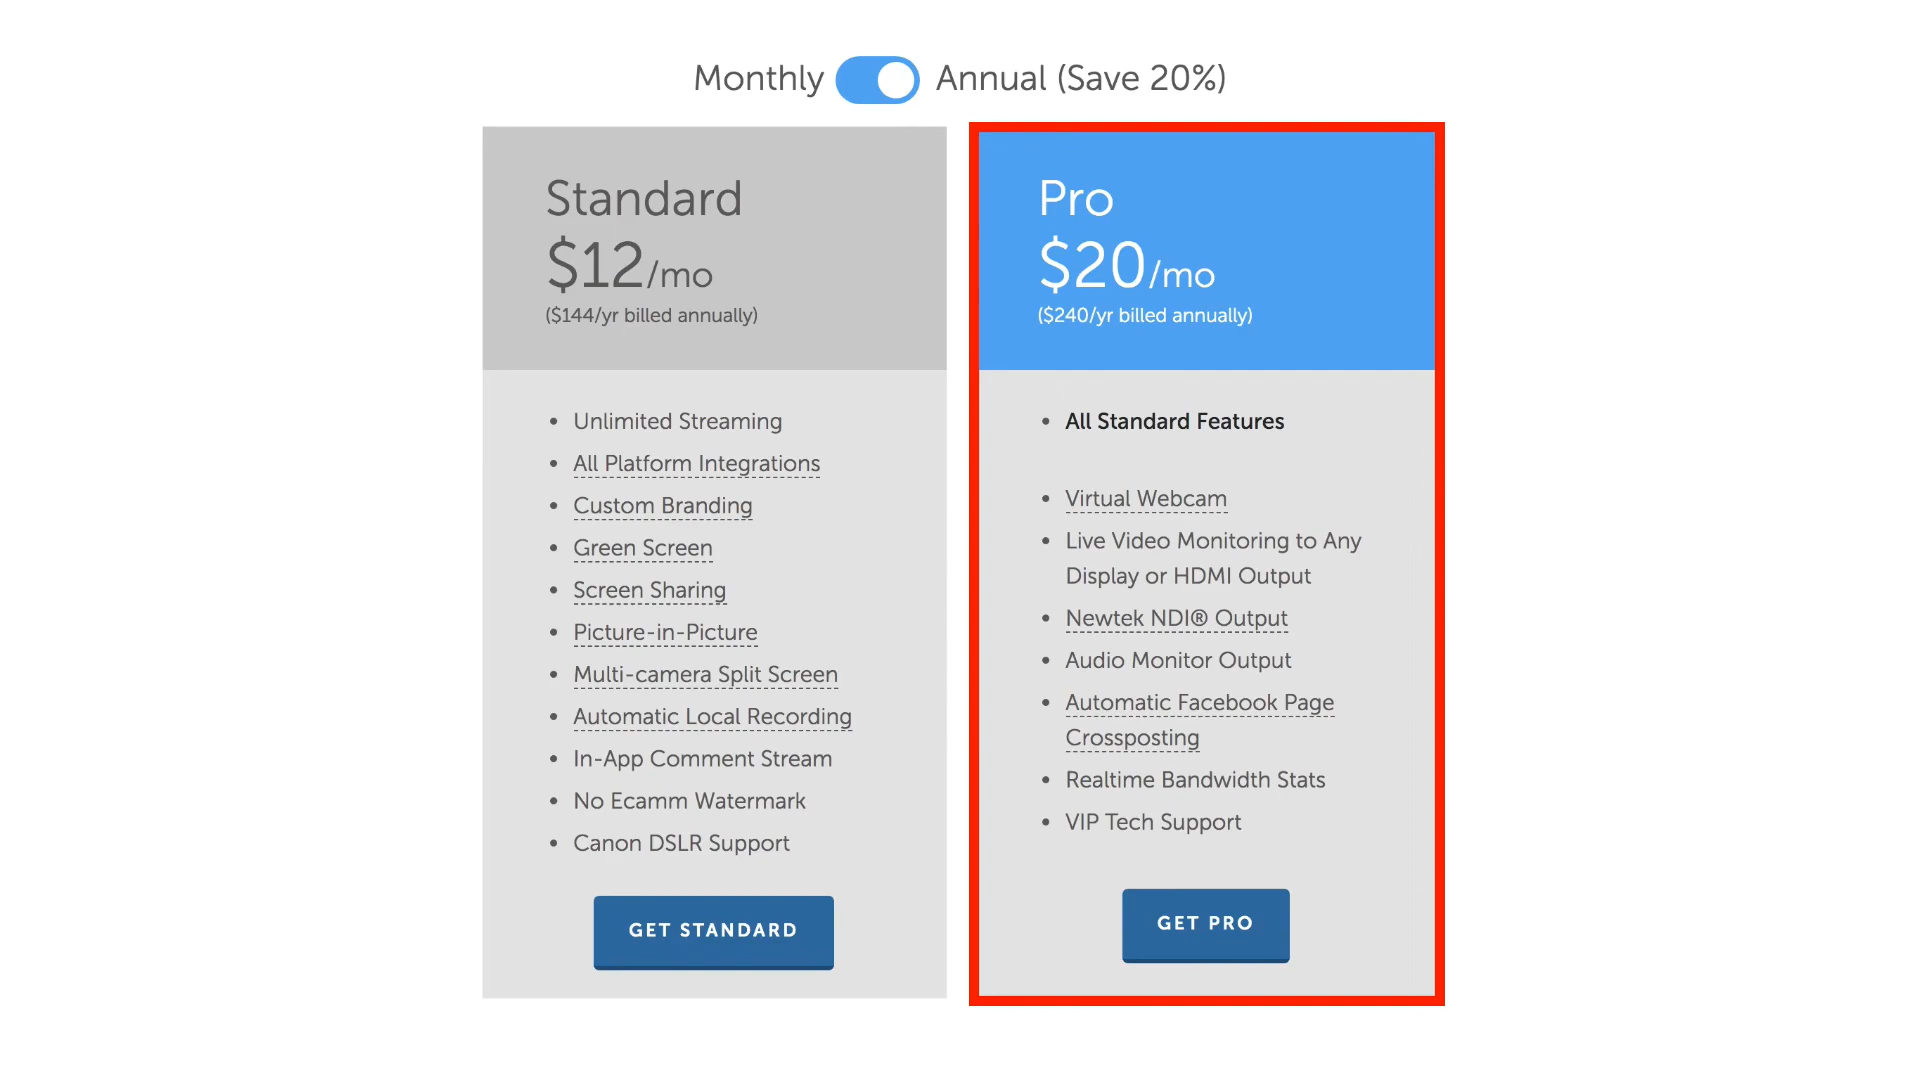 Monthly Annual (Save 20%)
Standard
$12/mo
($144/yr billed annually)
• Unlimited Streaming
• All Platform Integrations
• Custom Branding
• Green Screen
• Screen Sharing
• Picture-in-Picture
• Multi-camera Split Screen
• Automatic Local Recording
• In-App Comment Stream
• No Ecamm Watermark
• Canon DSLR Support
GET STANDARD
Pro
$20/mo
($240/yr billed annually)
• All Standard Features
• Virtual Webcam
• Live Video Monitoring to Any
Display or HDMI Output
• Newtek NDI® Output
• Audio Monitor Output
• Automatic Facebook Page
Crossposting
• Realtime Bandwidth Stats
• VIP Tech Support
GET PRO